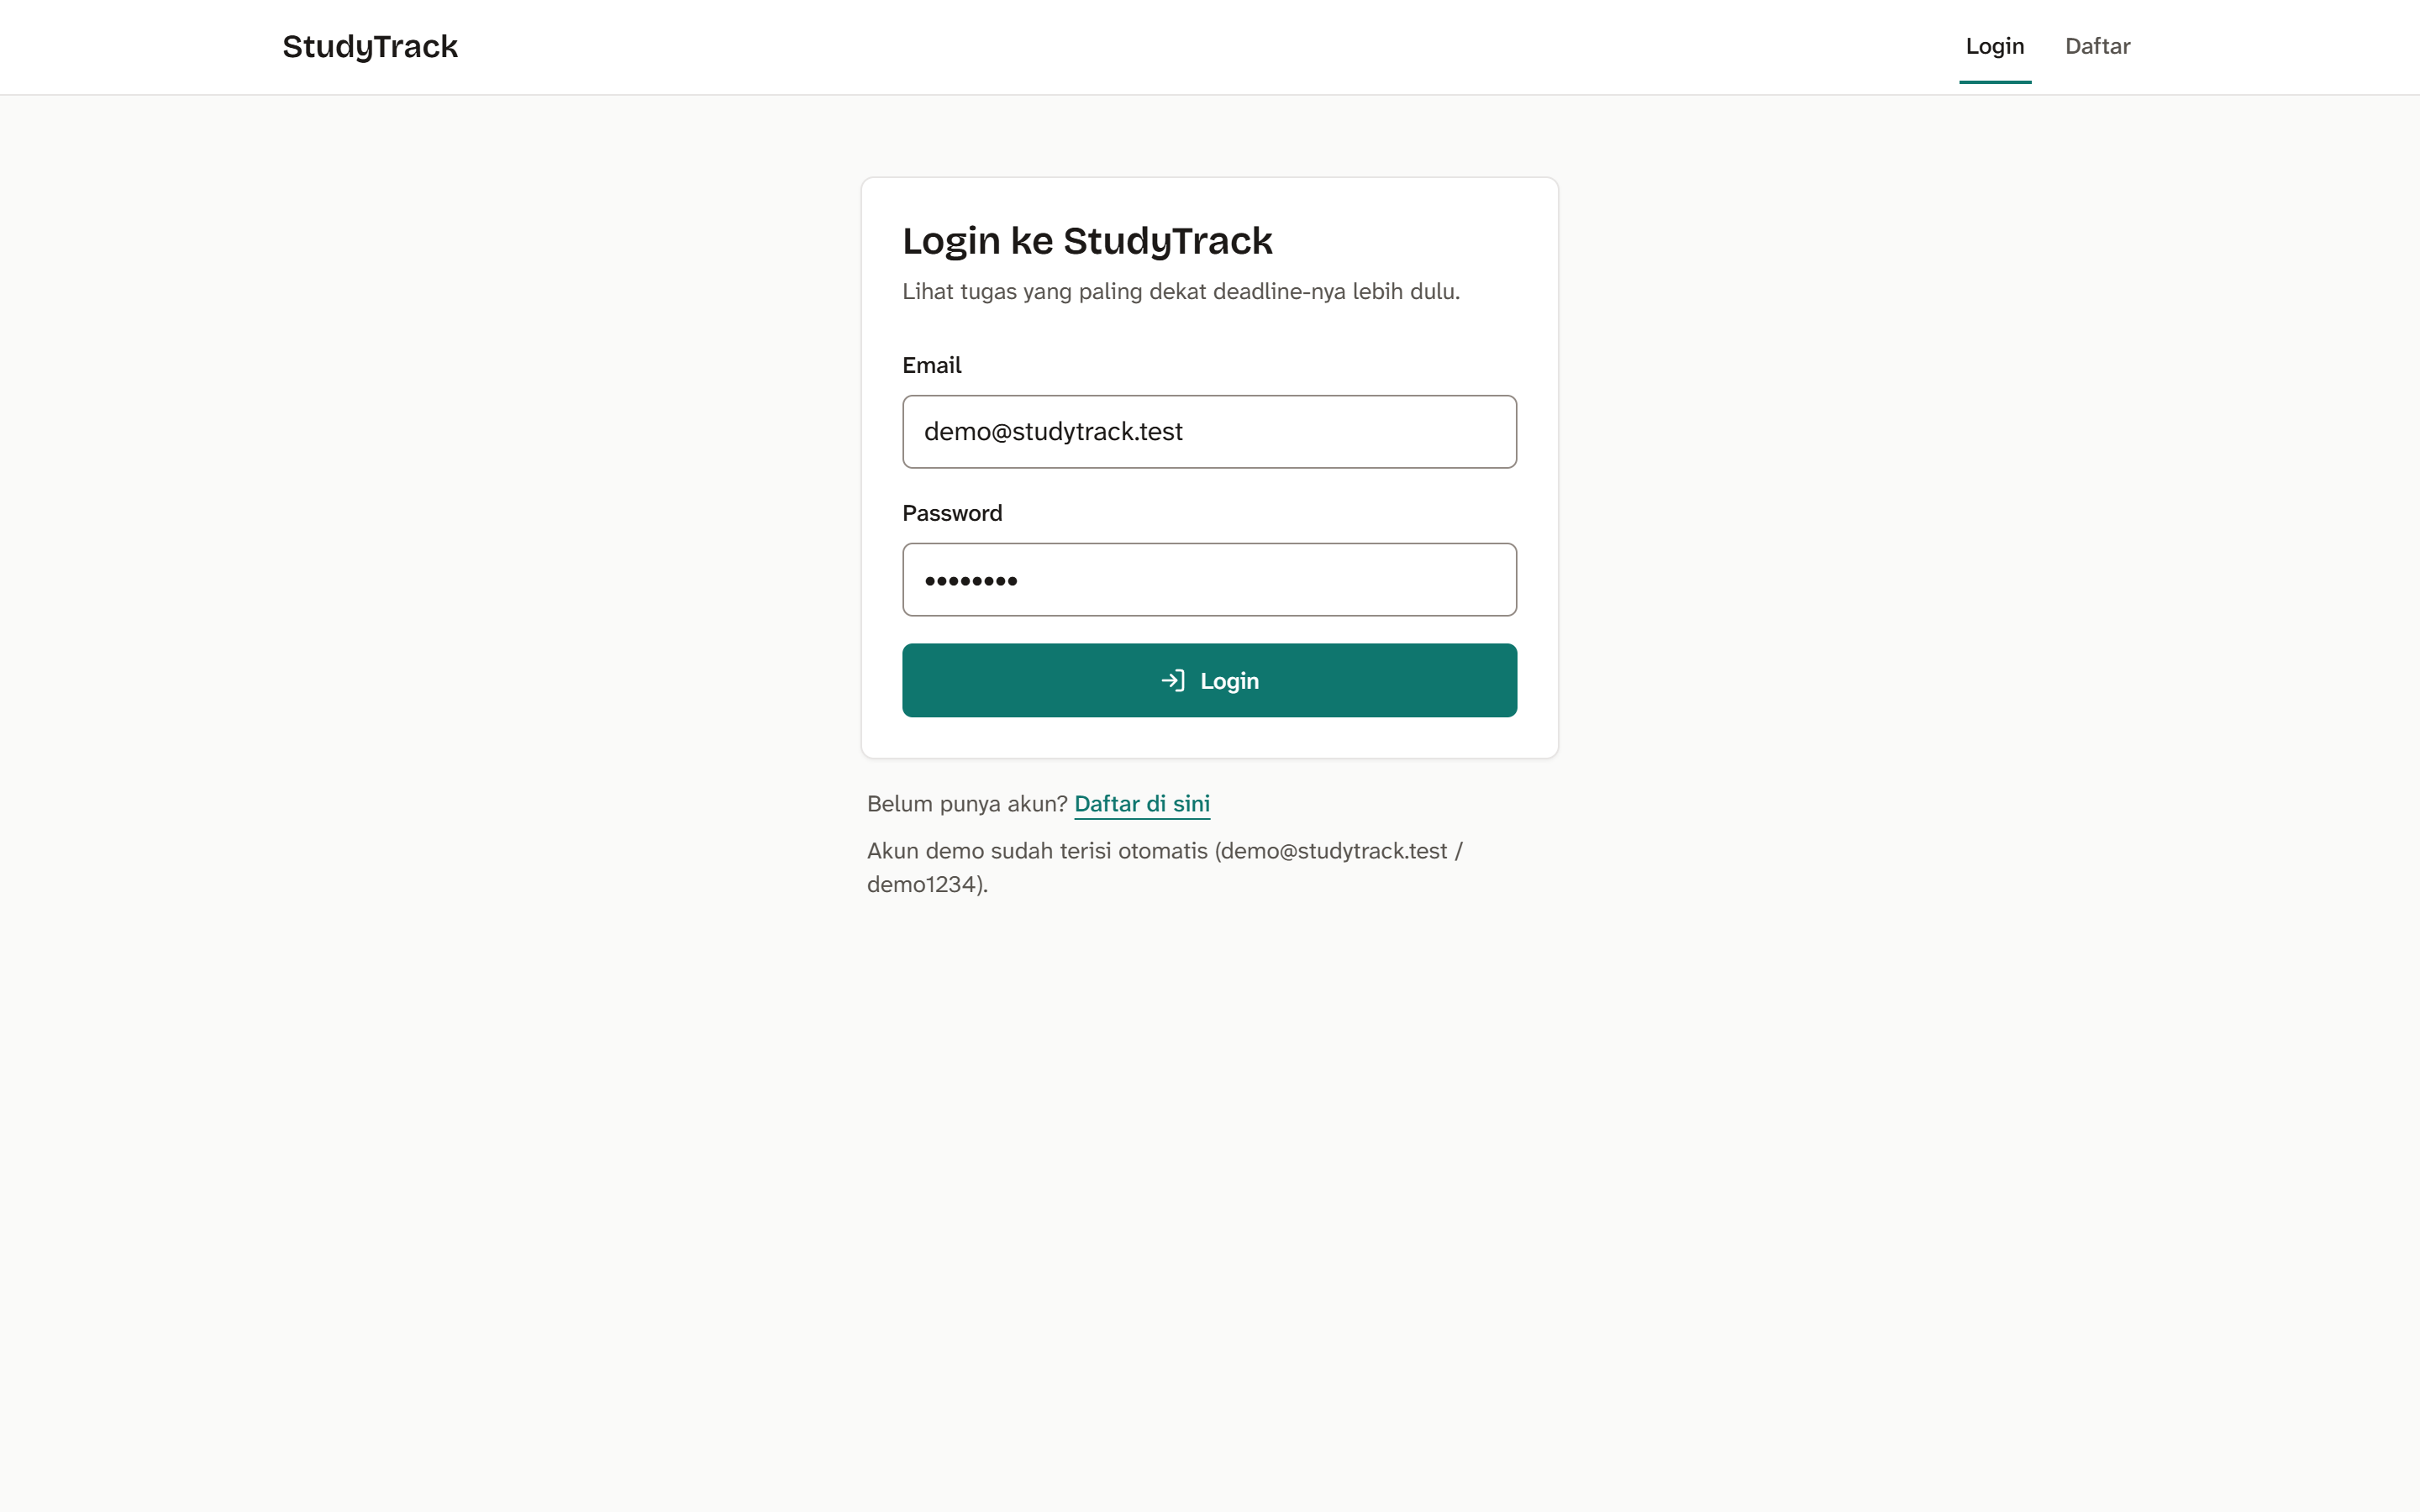 StudyTrack
Login
Daftar
Login ke StudyTrack
Lihat tugas yang paling dekat deadline-nya lebih dulu.
Email
demo@studytrack.test
Password
••••••••
Login
Belum punya akun? Daftar di sini
Akun demo sudah terisi otomatis (demo@studytrack.test /
demo1234).